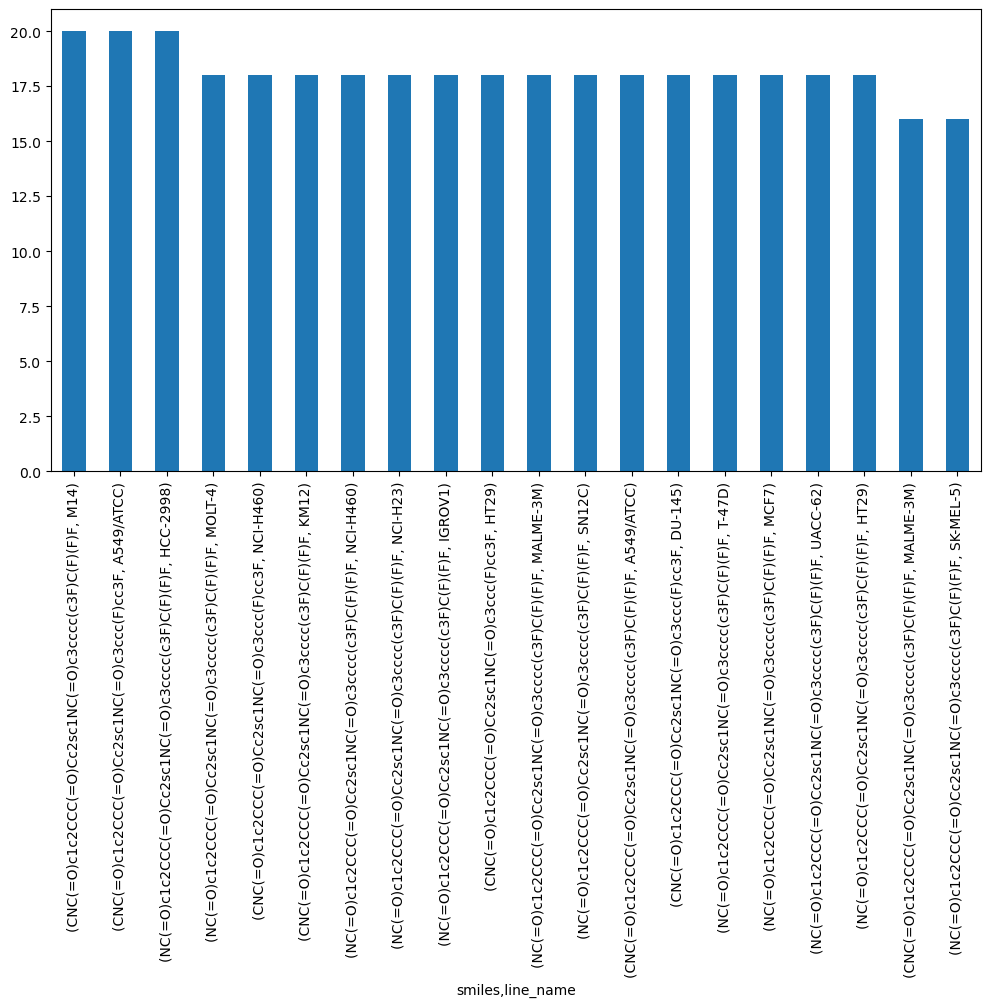 20.0
17.5
15.0
12.5
10.0
7.5
5.0
2.5
0.0
(CNC(=O)c1c2CCC(=O)Cc2sc1NC(=O)c3cccc(c3F)C(F)(F)F, M14)
(CNC(=O)c1c2CCC(=O)Cc2sc1NC(=O)c3ccc(F)cc3F, A549/ATCC)
(NC(=O)c1c2CCC(=O)Cc2sc1NC(=O)c3cccc(c3F)C(F)(F)F, HCC-2998)
(NC(=O)c1c2CCC(=O)Cc2sc1NC(=O)c3cccc(c3F)C(F)(F)F, MOLT-4)
(CNC(=O)c1c2CCC(=O)Cc2sc1NC(=O)c3ccc(F)cc3F, NCI-H460)
(CNC(=O)c1c2CCC(=O)Cc2sc1NC(=O)c3cccc(c3F)C(F)(F)F, KM12)
(NC(=O)c1c2CCC(=O)Cc2sc1NC(=O)c3cccc(c3F)C(F)(F)F, NCI-H460)
(NC(=O)c1c2CCC(=O)Cc2sc1NC(=O)c3cccc(c3F)C(F)(F)F, NCI-H23)
(NC(=O)c1c2CCC(=O)Cc2sc1NC(=O)c3cccc(c3F)C(F)(F)F, IGROV1)
(CNC(=O)c1c2CCC(=O)Cc2sc1NC(=O)c3ccc(F)cc3F, HT29)
(NC(=O)c1c2CCC(=O)Cc2sc1NC(=O)c3cccc(c3F)C(F)(F)F, MALME-3M)
(NC(=O)c1c2CCC(=O)Cc2sc1NC(=O)c3cccc(c3F)C(F)(F)F, SN12C)
(CNC(=O)c1c2CCC(=O)Cc2sc1NC(=O)c3cccc(c3F)C(F)(F)F, A549/ATCC)
(CNC(=O)c1c2CCC(=O)Cc2sc1NC(=O)c3ccc(F)cc3F, DU-145)
(NC(=O)c1c2CCC(=O)Cc2sc1NC(=O)c3cccc(c3F)C(F)(F)F, T-47D)
(NC(=O)c1c2CCC(=O)Cc2sc1NC(=O)c3cccc(c3F)C(F)(F)F, MCF7)
(NC(=O)c1c2CCC(=O)Cc2sc1NC(=O)c3cccc(c3F)C(F)(F)F, UACC-62)
(NC(=O)c1c2CCC(=O)Cc2sc1NC(=O)c3cccc(c3F)C(F)(F)F, HT29)
(CNC(=O)c1c2CCC(=O)Cc2sc1NC(=O)c3cccc(c3F)C(F)(F)F, MALME-3M)
(NC(=O)c1c2CCC(=O)Cc2sc1NC(=O)c3cccc(c3F)C(F)(F)F, SK-MEL-5)
smiles,line_name